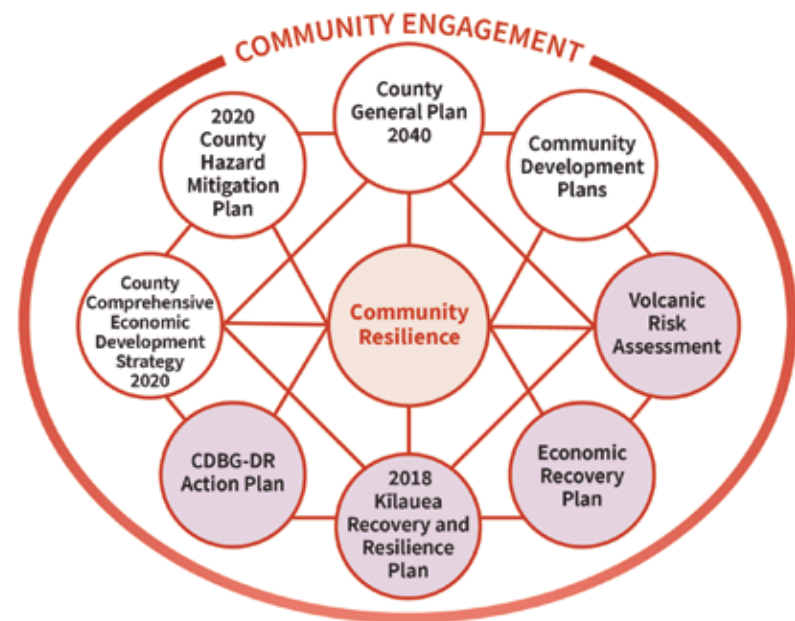 COMMUNITY ENGAGEMENT
County
General Plan
2040
2020
County
Hazard
Mitigation
Plan
Community
Development
Plans
County
Comprehensive
Economic
Development
Strategy
2020
Community
Resilience
Volcanic
Risk
Assessment
CDBG-DR
Action Plan
2018
Kīlauea
Recovery and
Resilience
Plan
Economic
Recovery
Plan